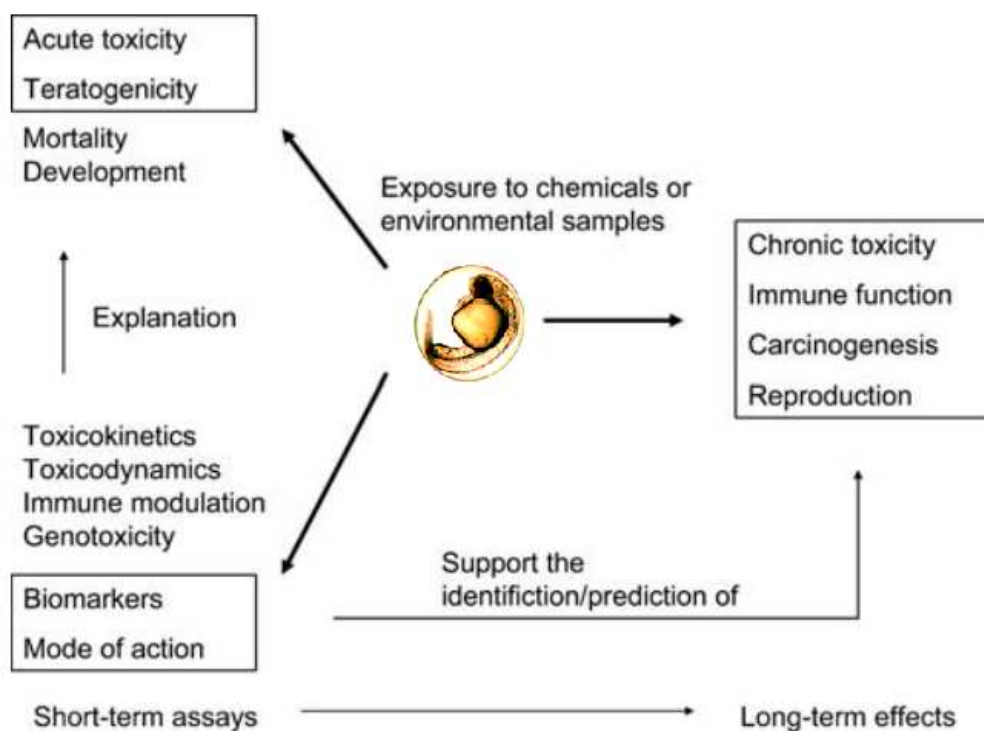 Acute toxicity
Teratogenicity
Mortality
Development
Exposure to chemicals or
environmental samples
Chronic toxicity
Immune function
Carcinogenesis
Reproduction
Explanation
Toxicokinetics
Toxicodynamics
Immune modulation
Genotoxicity
Support the
identifiction/prediction of
Biomarkers
Mode of action
Short-term assays
Long-term effects